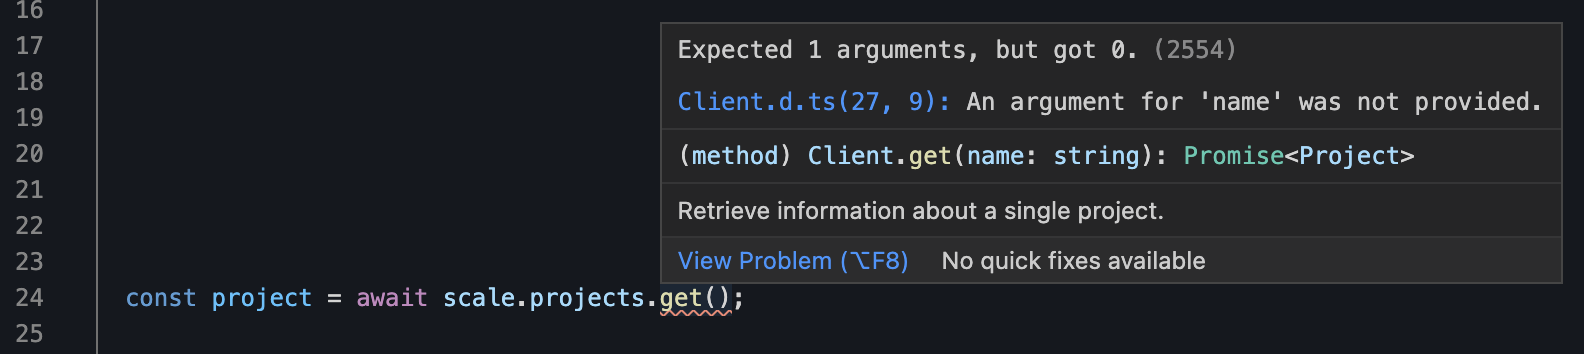 16
17
18
19
20
21
22
23
24 const project = await scale.projects.get();
25
Expected 1 arguments, but got 0. (2554)
Client.d.ts(27, 9): An argument for 'name' was not provided.
(method) Client.get(name: string): Promise<Project>
Retrieve information about a single project.
View Problem (⌥F8) No quick fixes available